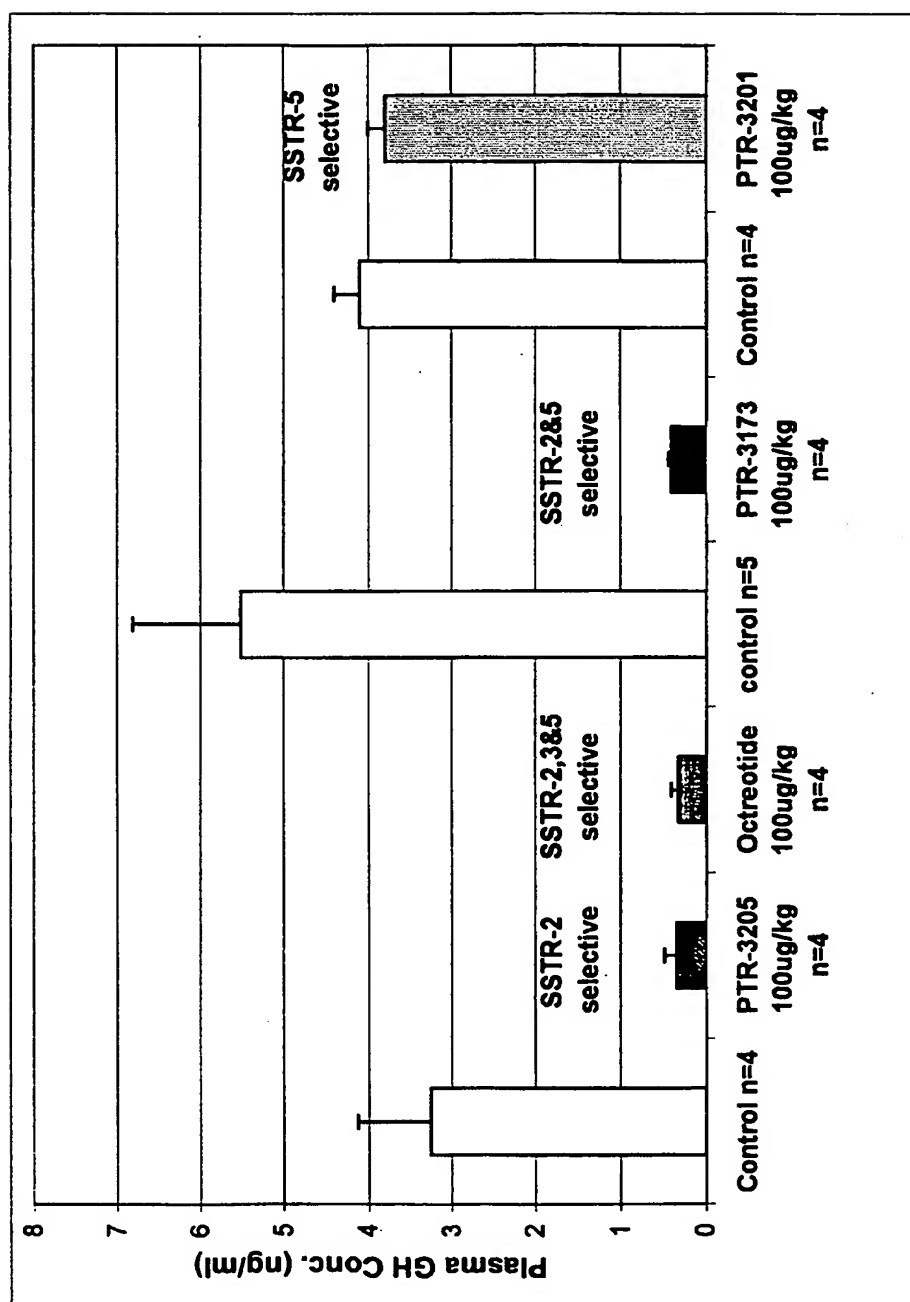 Plasma GH Conc. (ng/ml)
8
7
6
5
4
3
2
1
0
SSTR-2
selective
SSTR-2,3&5
selective
SSTR-2&5
selective
SSTR-5
selective
Control n=4
PTR-3205
100ug/kg
n=4
Octreotide
100ug/kg
n=4
control n=5
PTR-3173
100ug/kg
n=4
Control n=4
PTR-3201
100ug/kg
n=4